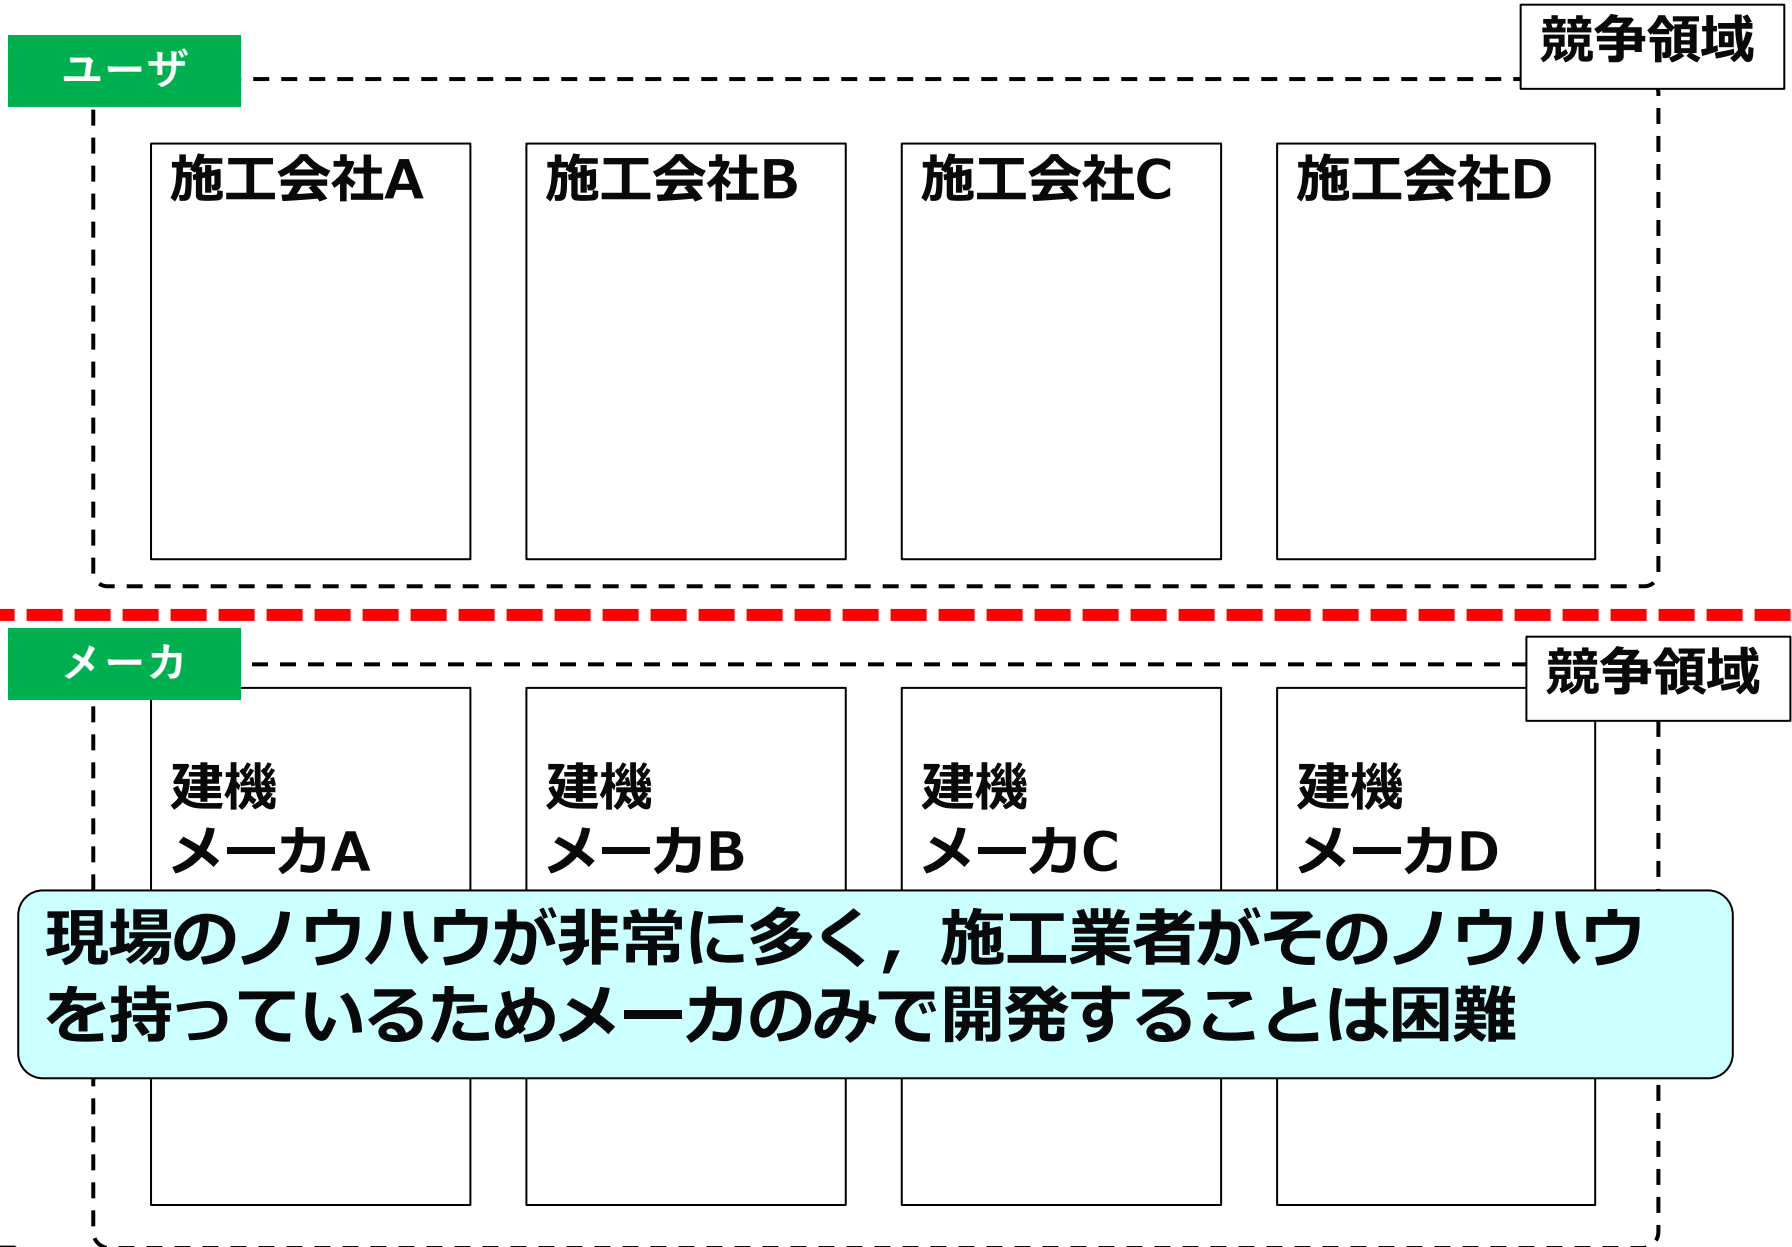 競争領域
ユーザ
施工会社A
施工会社B
施工会社C
施工会社D
メーカ
競争領域
建機
メーカA
建機
メーカB
建機
メーカC
建機
メーカD
現場のノウハウが非常に多く，施工業者がそのノウハウ
を持っているためメーカのみで開発することは困難